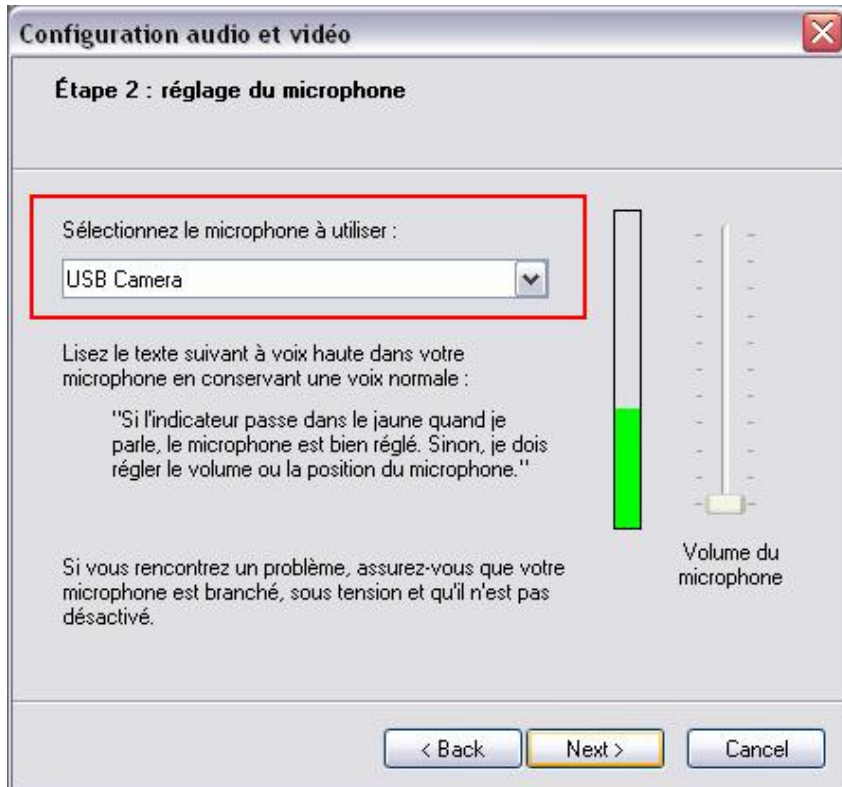 Configuration audio et vidéo
Étape 2 : réglage du microphone
Sélectionnez le microphone à utiliser :
USB Camera
Lisez le texte suivant à voix haute dans votre
microphone en conservant une voix normale :
"Si l'indicateur passe dans le jaune quand je
parle, le microphone est bien réglé. Sinon, je dois
régler le volume ou la position du microphone."
Si vous rencontrez un problème, assurez-vous que votre
microphone est branché, sous tension et qu'il n'est pas
désactivé.
Volume du
microphone
< Back
Next >
Cancel